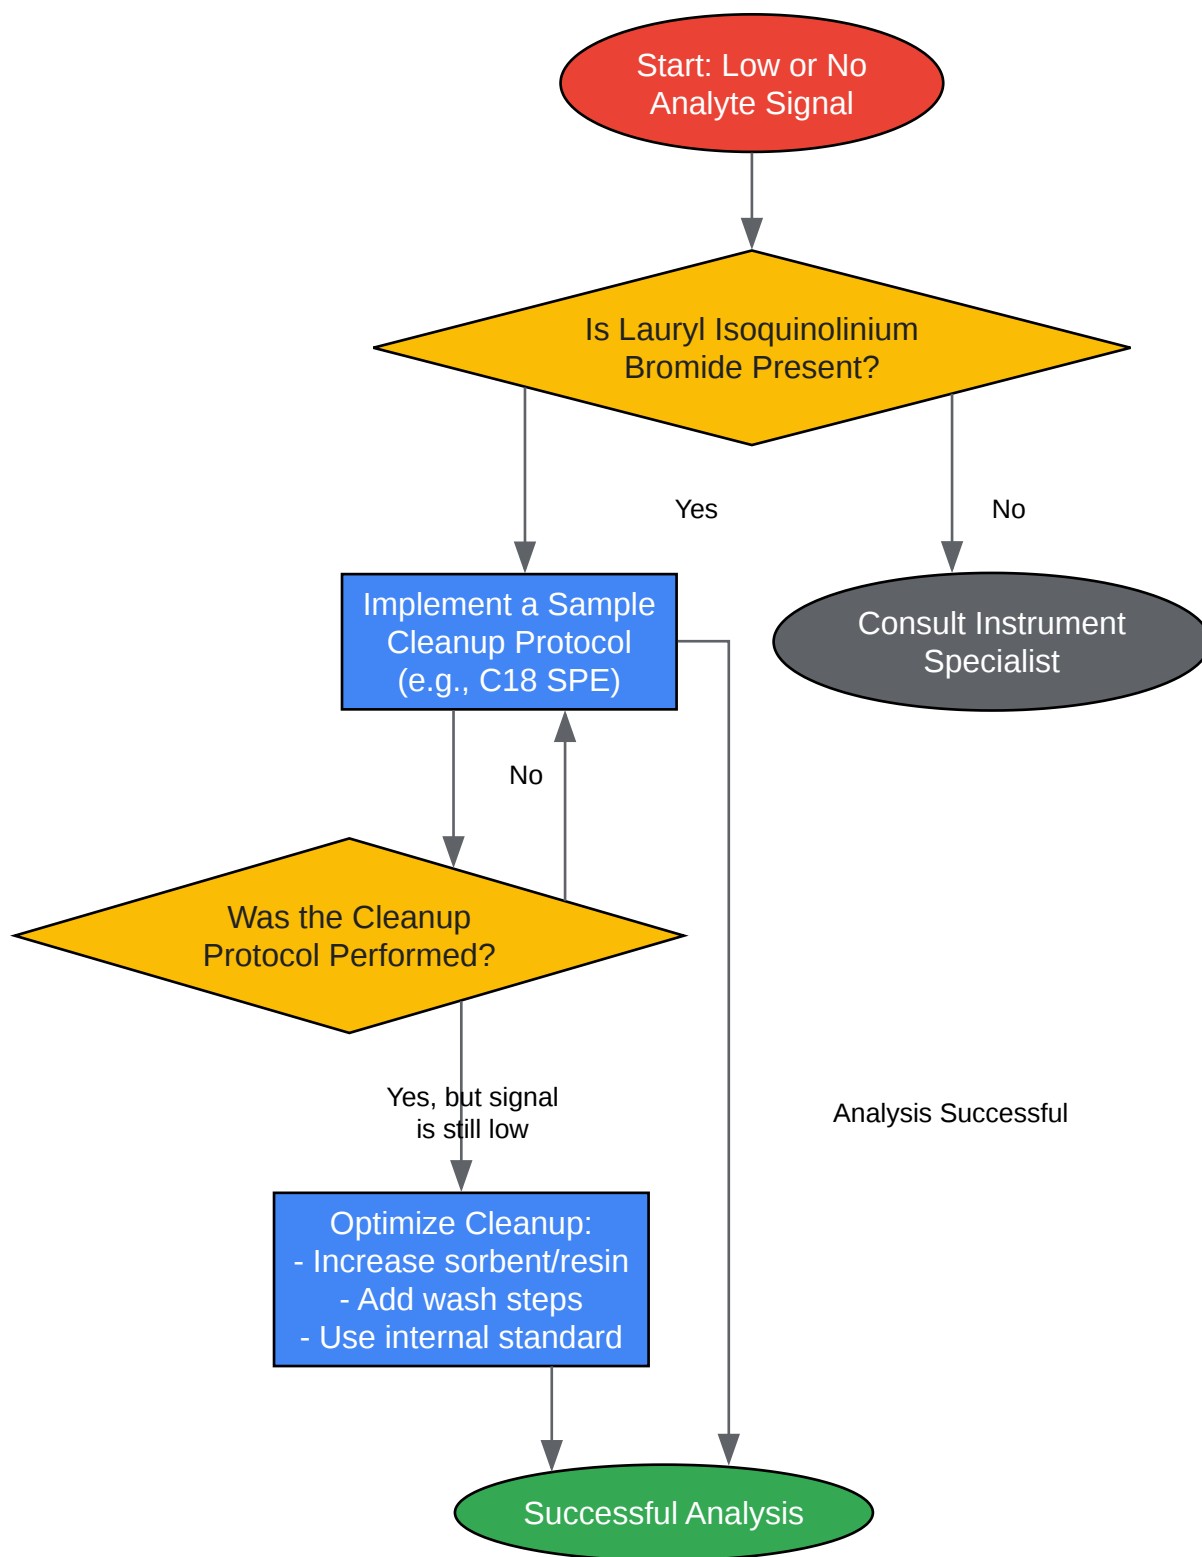 Start: Low or No
Analyte Signal
Is Lauryl Isoquinolinium
Bromide Present?
Yes
No
Implement a Sample
Cleanup Protocol
(e.g., C18 SPE)
Consult Instrument
Specialist
No
Was the Cleanup
Protocol Performed?
Yes, but signal
is still low
Analysis Successful
Optimize Cleanup:
- Increase sorbent/resin
- Add wash steps
- Use internal standard
Successful Analysis